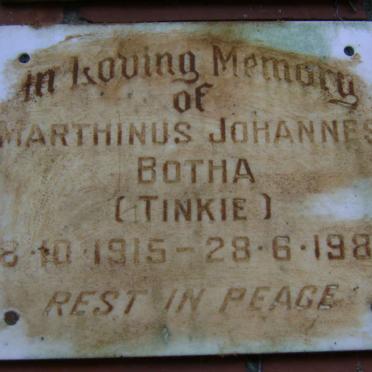 In Loving Memory
of
MARTHINUS JOHANNES
BOTHA
(TINKIE)
8·10·1915 – 28·6·198
REST IN PEACE